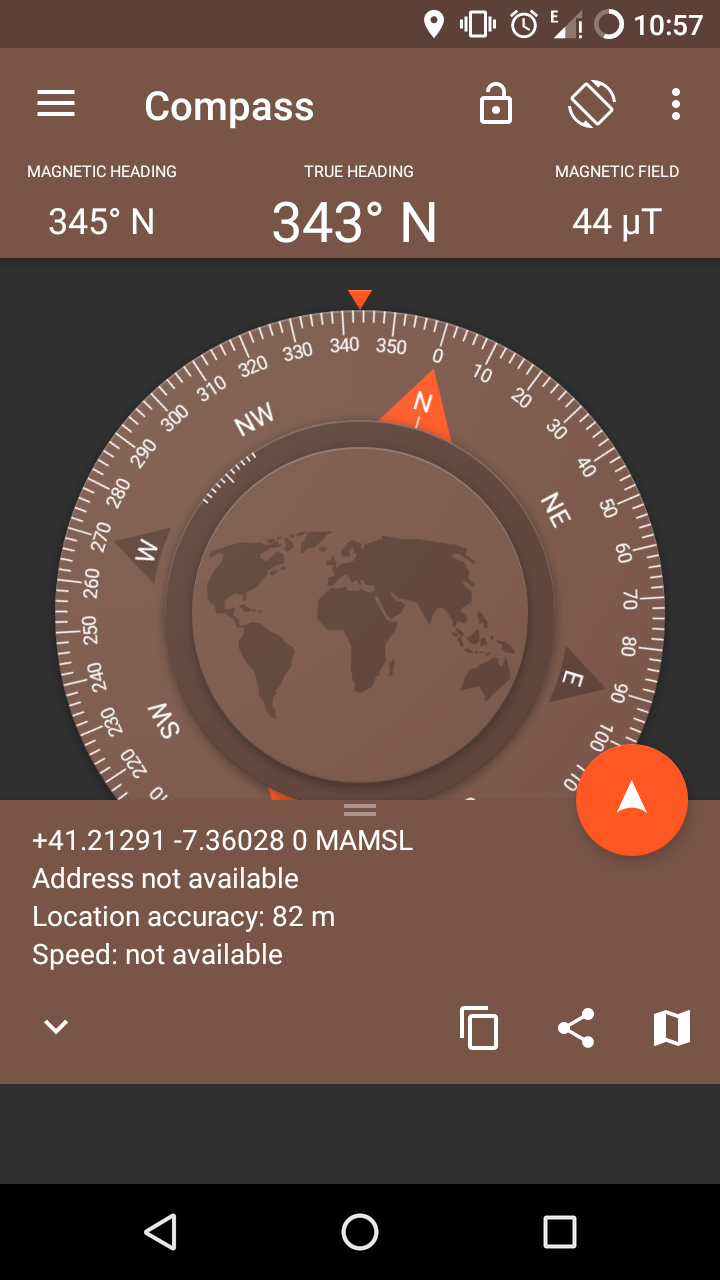 E ! 10:57
Compass
MAGNETIC HEADING TRUE HEADING MAGNETIC FIELD
345° N 343° N 44 µT
320 330 340 350 0 10 20
310 N 30
300 NW 40
290 NE 50
280 60
270 W 70
260 80
250 E 90
240 100
230 SW 110
220
+41.21291 -7.36028 0 MAMSL
Address not available
Location accuracy: 82 m
Speed: not available